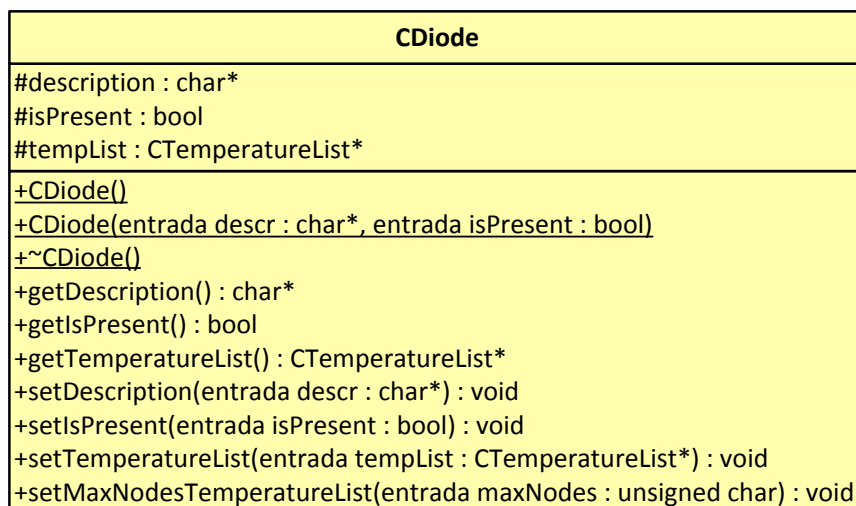 CDiode
#description : char*
#isPresent : bool
#tempList : CTemperatureList*
+CDiode()
+CDiode(entrada descr : char*, entrada isPresent : bool)
+~CDiode()
+getDescription() : char*
+getIsPresent() : bool
+getTemperatureList() : CTemperatureList*
+setDescription(entrada descr : char*) : void
+setIsPresent(entrada isPresent : bool) : void
+setTemperatureList(entrada tempList : CTemperatureList*) : void
+setMaxNodesTemperatureList(entrada maxNodes : unsigned char) : void